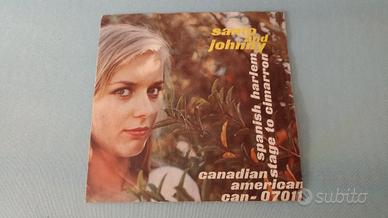 santo and
johnny
spanish harlem
stage to cimarron
canadian
american
can- 07011
subito